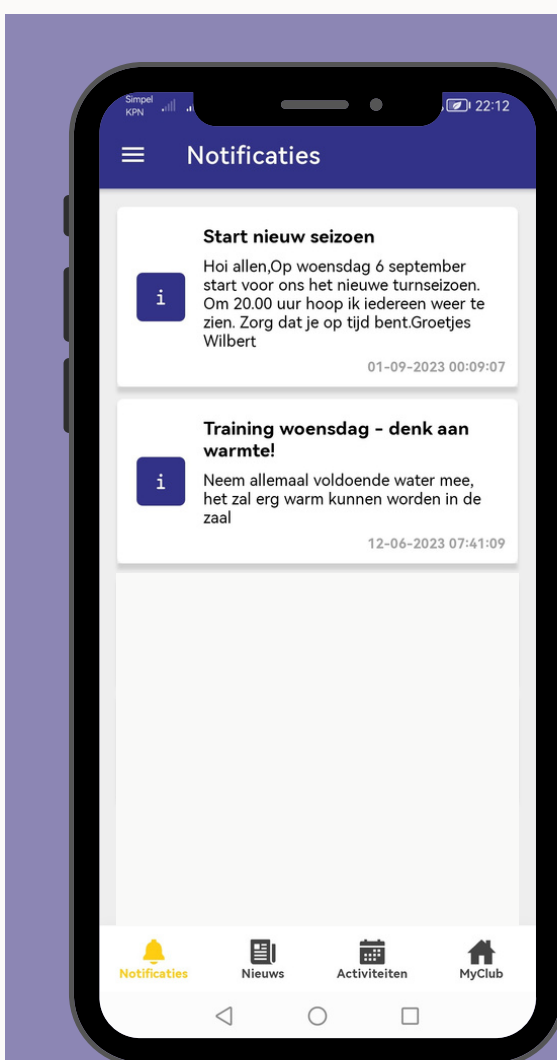 Simpel
KPN
22:12
Notificaties
Start nieuw seizoen
Hoi allen,Op woensdag 6 september
start voor ons het nieuwe turnseizoen.
Om 20.00 uur hoop ik iedereen weer te
zien. Zorg dat je op tijd bent.Groetjes
Wilbert
01-09-2023 00:09:07
Training woensdag - denk aan
warmte!
Neem allemaal voldoende water mee,
het zal erg warm kunnen worden in de
zaal
12-06-2023 07:41:09
Notificaties Nieuws Activiteiten MyClub